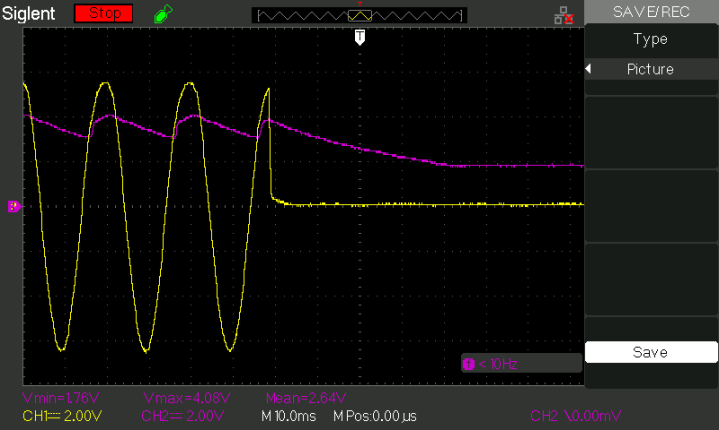 Siglent Stop SAVE/REC
T
Type
Picture
Save
f < 10Hz
Vmin=1.76V Vmax=4.08V Mean=2.64V
CH1 2.00V CH2 2.00V M 10.0ms M Pos:0.00μs CH2 \0.00mV